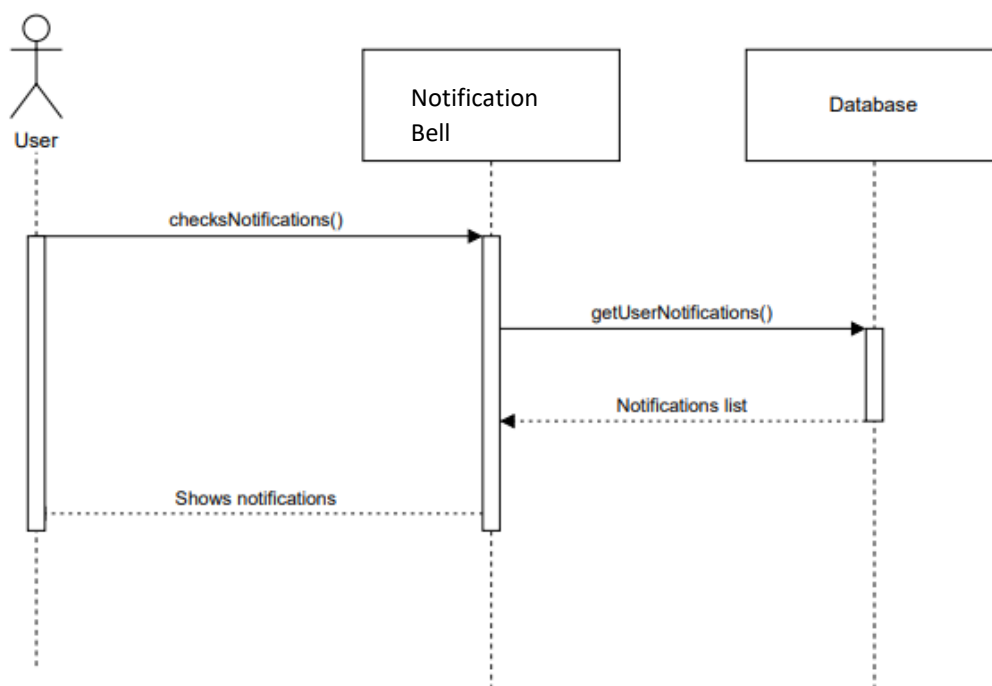 Notification
Bell
Database
User
checksNotifications()
getUserNotifications()
Notifications list
Shows notifications